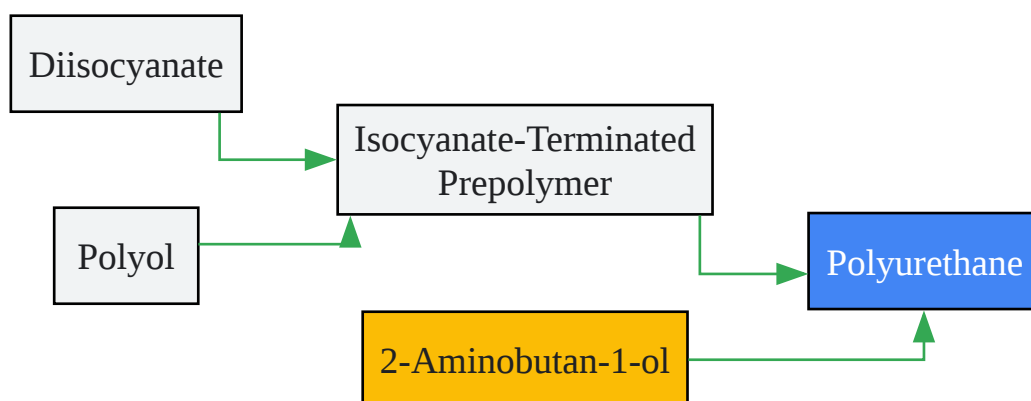 Diisocyanate
Isocyanate-Terminated
Prepolymer
Polyol
Polyurethane
2-Aminobutan-1-ol